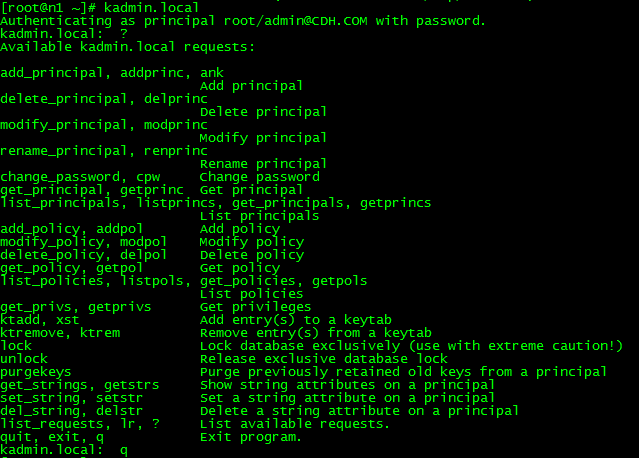 [root@n1 ~]# kadmin.local
Authenticating as principal root/admin@CDH.COM with password.
kadmin.local:  ?
Available kadmin.local requests:

add_principal, addprinc, ank
                         Add principal
delete_principal, delprinc
                         Delete principal
modify_principal, modprinc
                         Modify principal
rename_principal, renprinc
                         Rename principal
change_password, cpw     Change password
get_principal, getprinc  Get principal
list_principals, listprincs, get_principals, getprincs
                         List principals
add_policy, addpol       Add policy
modify_policy, modpol    Modify policy
delete_policy, delpol    Delete policy
get_policy, getpol       Get policy
list_policies, listpols, get_policies, getpols
                         List policies
get_privs, getprivs      Get privileges
ktadd, xst               Add entry(s) to a keytab
ktremove, ktrem          Remove entry(s) from a keytab
lock                     Lock database exclusively (use with extreme caution!)
unlock                   Release exclusive database lock
purgekeys                Purge previously retained old keys from a principal
get_strings, getstrs     Show string attributes on a principal
set_string, setstr       Set a string attribute on a principal
del_string, delstr       Delete a string attribute on a principal
list_requests, lr, ?     List available requests.
quit, exit, q            Exit program.
kadmin.local:  q